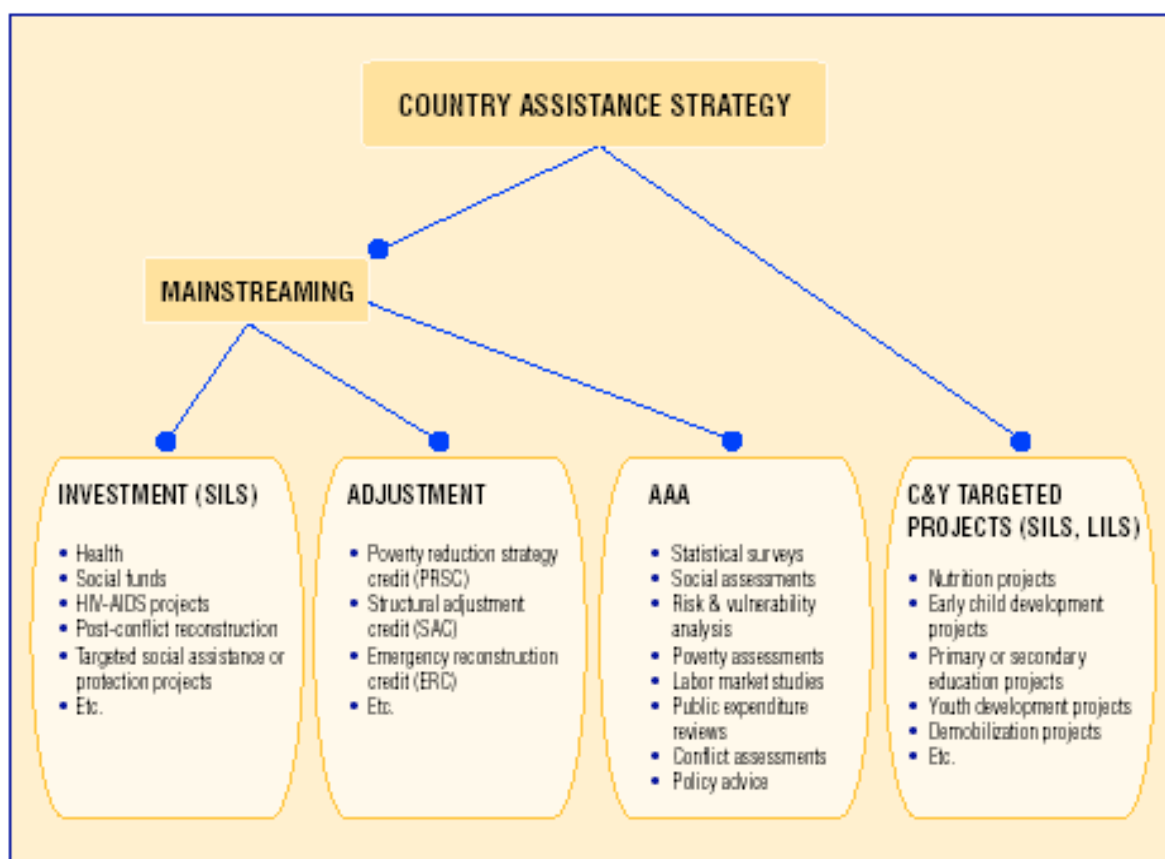 COUNTRY ASSISTANCE STRATEGY
MAINSTREAMING
INVESTMENT (SILS)
• Health
• Social funds
• HIV-AIDS projects
• Post-conflict reconstruction
• Targeted social assistance or
protection projects
• Etc.
ADJUSTMENT
• Poverty reduction strategy
credit (PRSC)
• Structural adjustment
credit (SAC)
• Emergency reconstruction
credit (ERC)
• Etc.
AAA
• Statistical surveys
• Social assessments
• Risk & vulnerability
analysis
• Poverty assessments
• Labor market studies
• Public expenditure
reviews
• Conflict assessments
• Policy advice
C&Y TARGETED
PROJECTS (SILS, LILS)
• Nutrition projects
• Early child development
projects
• Primary or secondary
education projects
• Youth development projects
• Demobilization projects
• Etc.